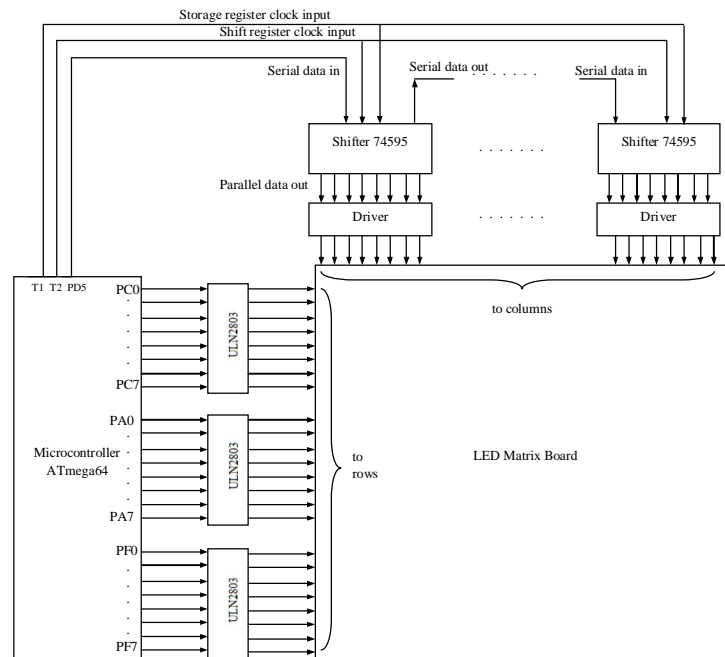 Storage register clock input
Shift register clock input
Serial data in
Serial data out
Serial data in
Shifter 74595
Shifter 74595
Parallel data out
Driver
Driver
T1 T2 PD5
to columns
PC0
ULN2803
PC7
PA0
Microcontroller
ATmega64
ULN2803
to
rows
LED Matrix Board
PA7
PF0
ULN2803
PF7